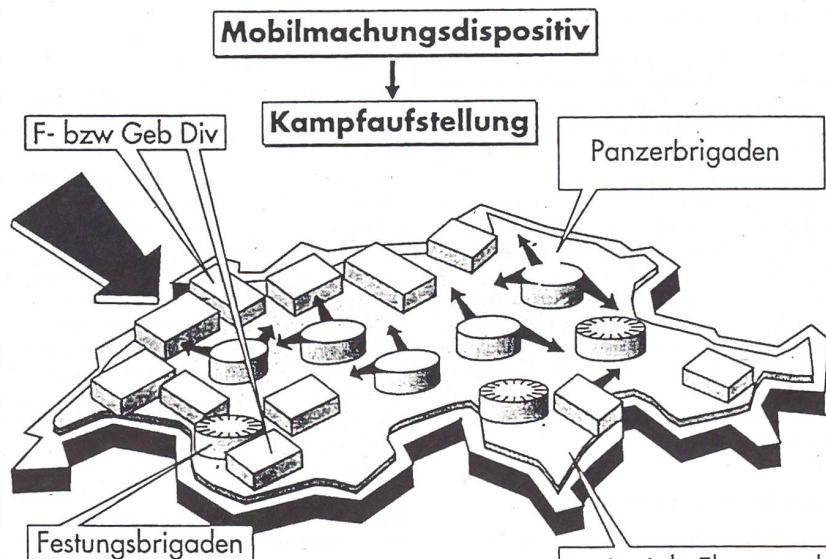 Mobilmachungsdispositiv
Kampfaufstellung
F- bzw Geb Div
Panzerbrigaden
Festungsbrigaden